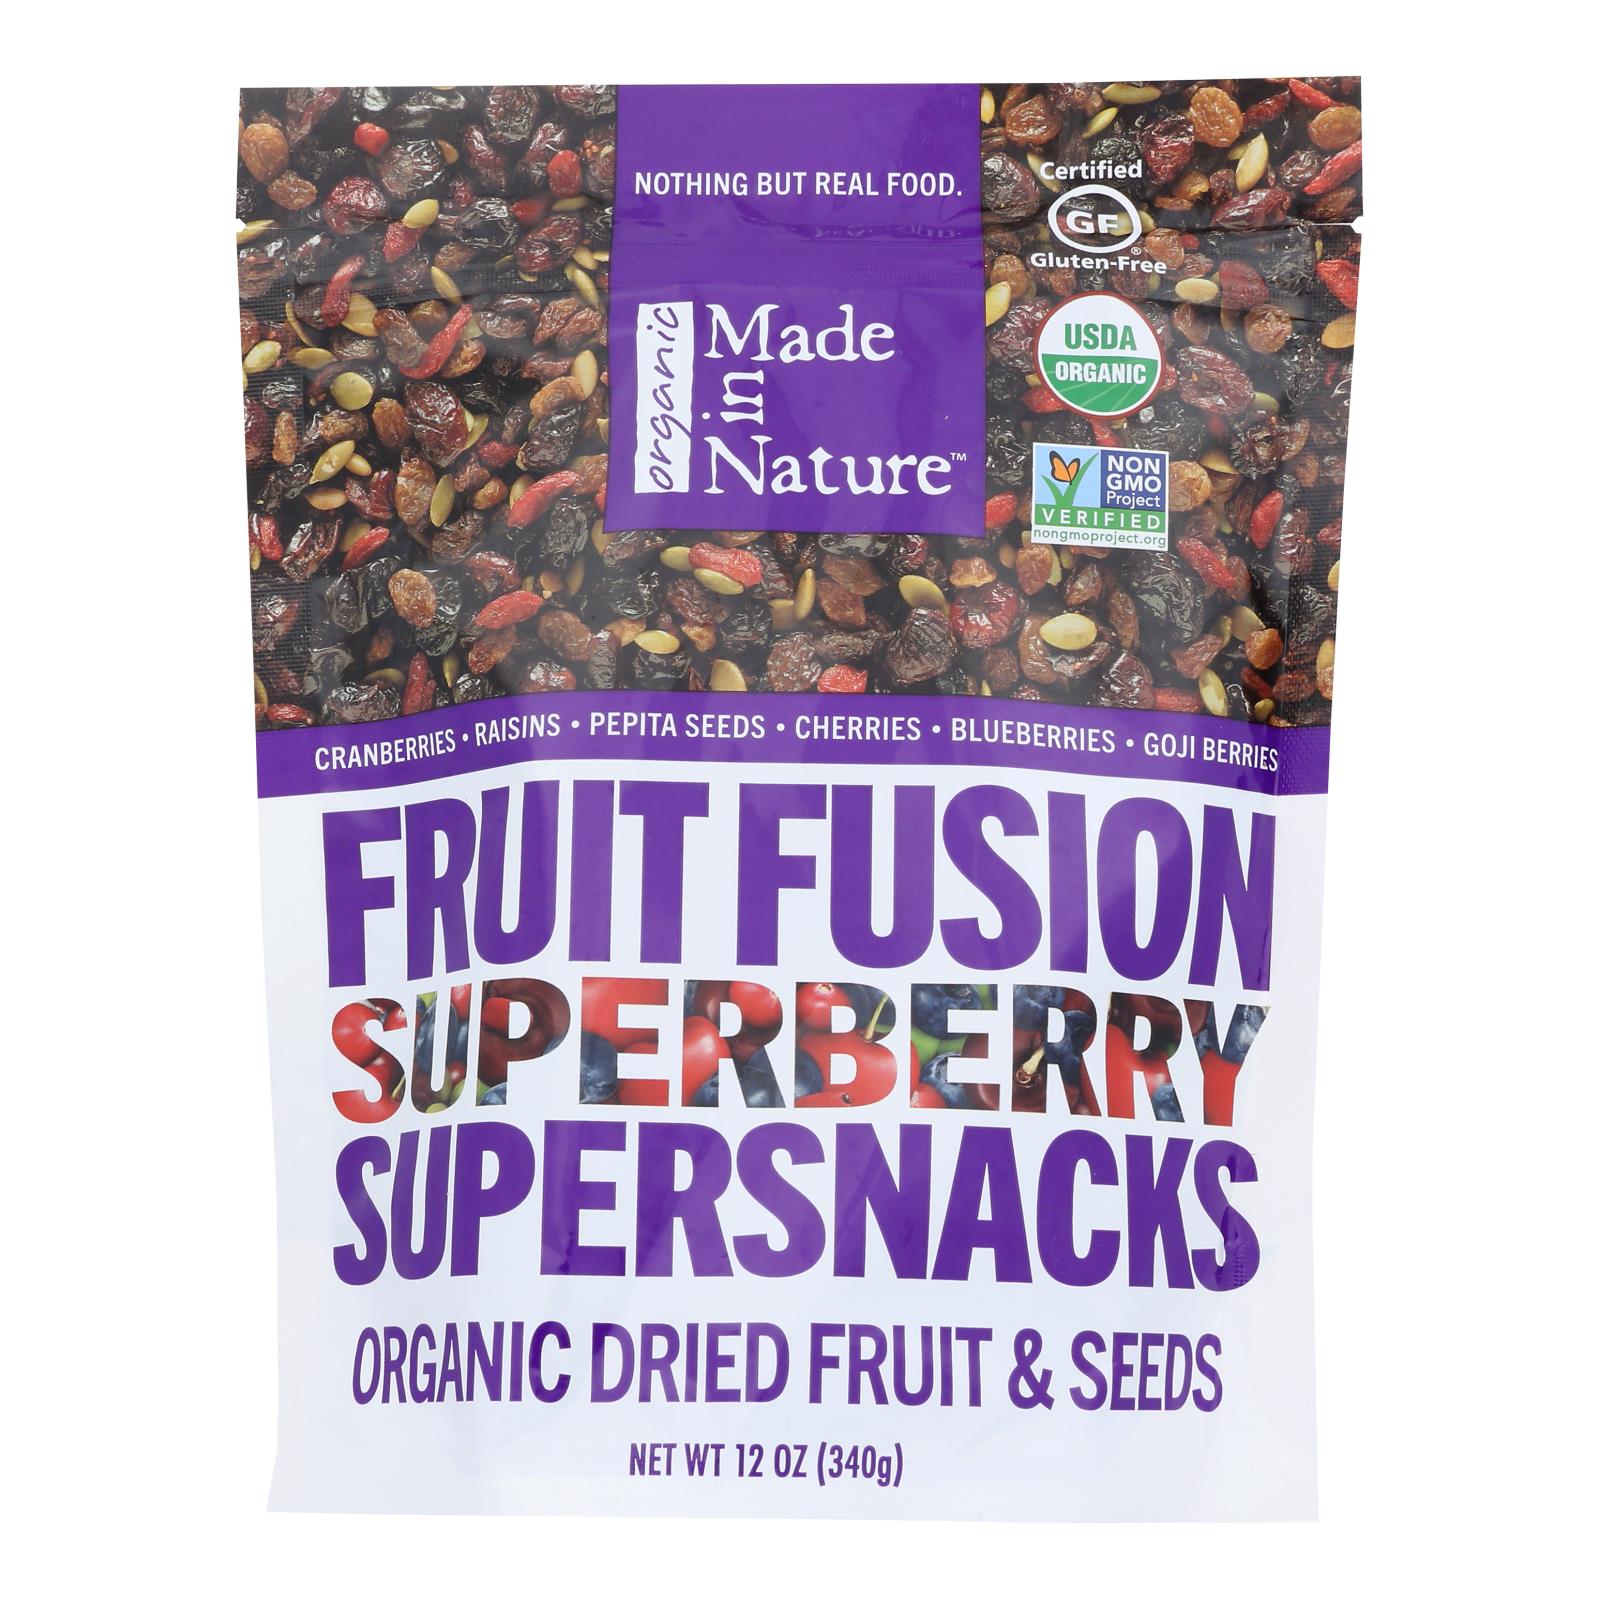 NOTHING BUT REAL FOOD.
Certified
GF
®
Gluten-Free
organic
Made
in
Nature™
USDA
ORGANIC
NON
GMO
Project
VERIFIED
nongmoproject.org
CRANBERRIES • RAISINS • PEPITA SEEDS • CHERRIES • BLUEBERRIES • GOJI BERRIES
FRUIT FUSION
SUPERBERRY
SUPERSNACKS
ORGANIC DRIED FRUIT & SEEDS
NET WT 12 OZ (340g)